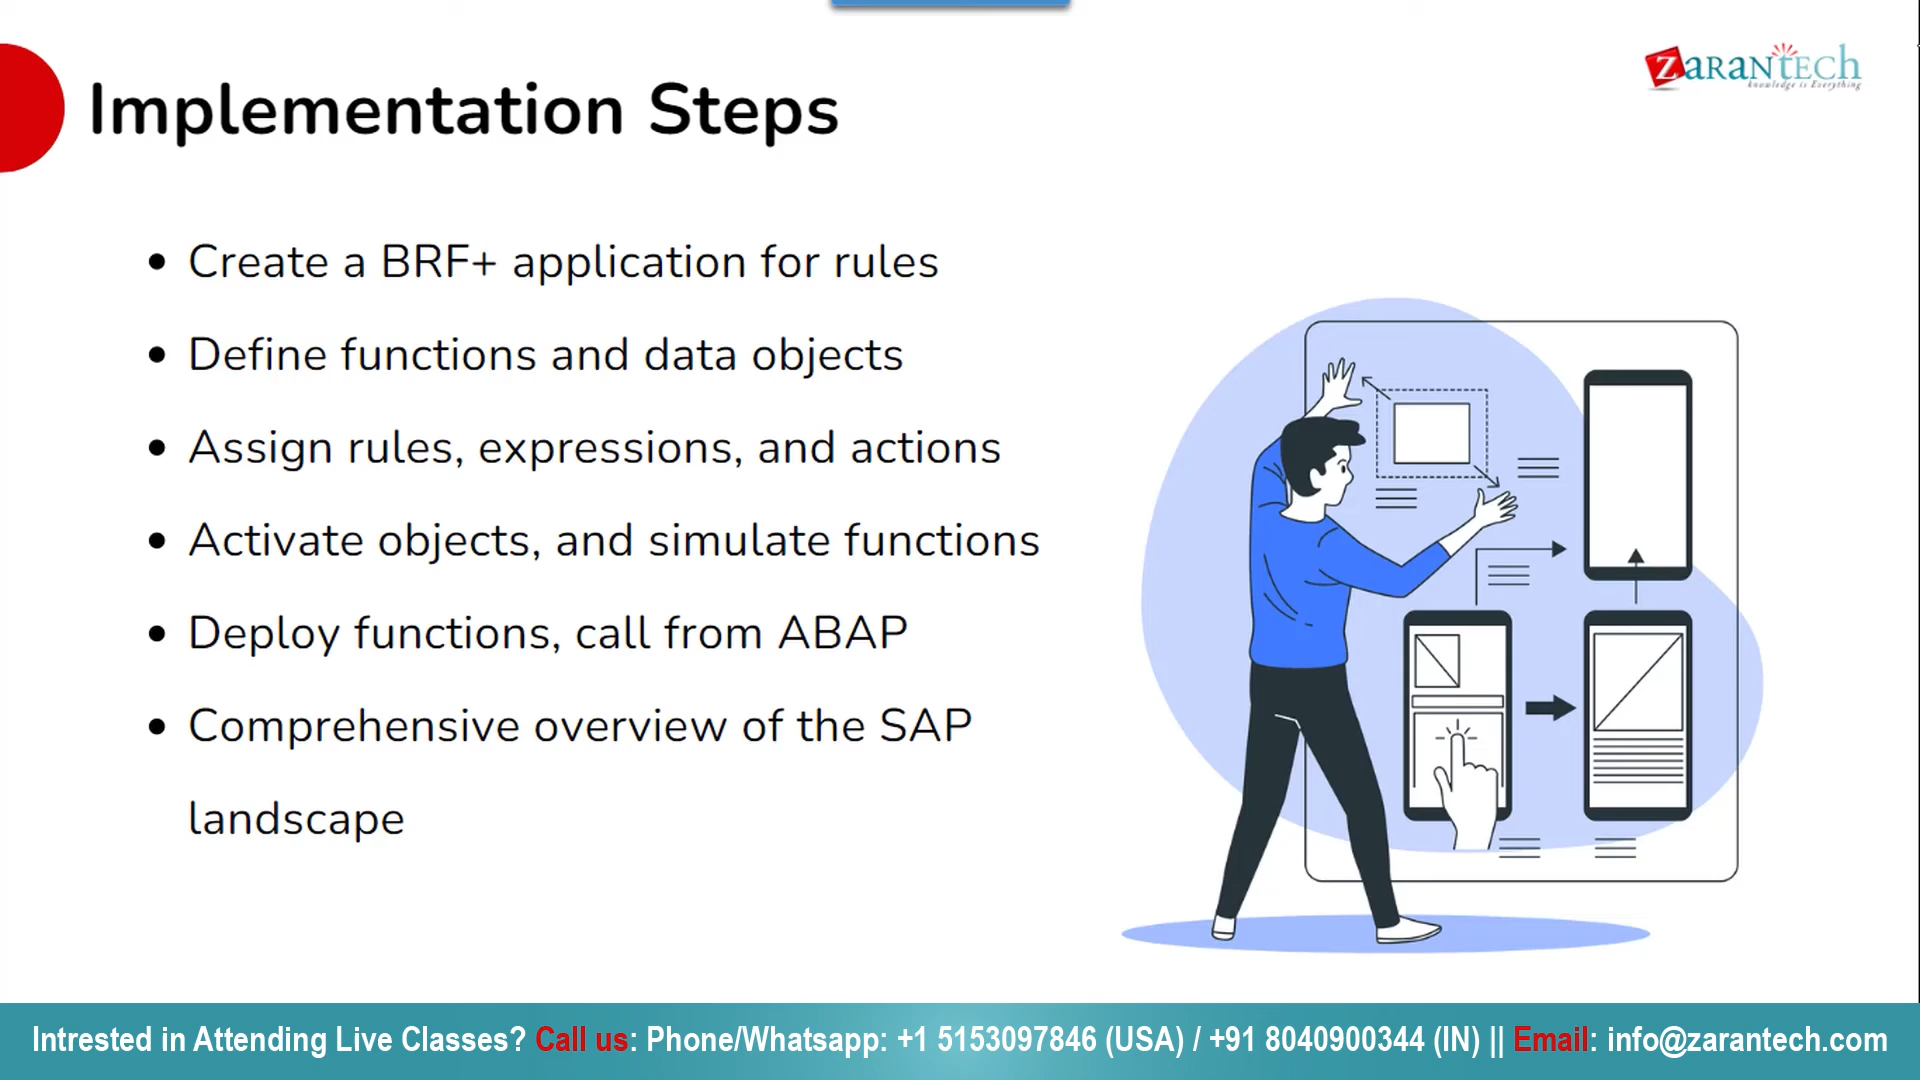 ZaranTech
knowledge is Everything
Implementation Steps
• Create a BRF+ application for rules
• Define functions and data objects
• Assign rules, expressions, and actions
• Activate objects, and simulate functions
• Deploy functions, call from ABAP
• Comprehensive overview of the SAP
landscape
Intrested in Attending Live Classes? Call us: Phone/Whatsapp: +1 5153097846 (USA) / +91 8040900344 (IN) || Email: info@zarantech.com